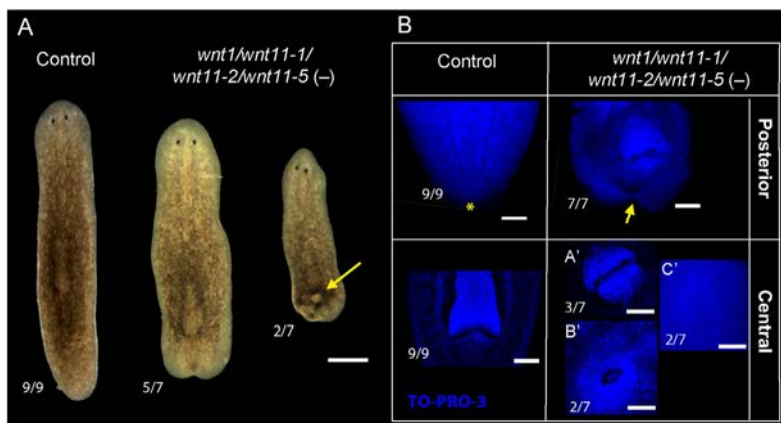 A
Control
wnt1/wnt11-1/
wnt11-2/wnt11-5 (–)
9/9
5/7
2/7
B
Control
wnt1/wnt11-1/
wnt11-2/wnt11-5 (–)
Posterior
9/9
*
7/7
Central
9/9
TO-PRO-3
A'
3/7
B'
2/7
C'
2/7